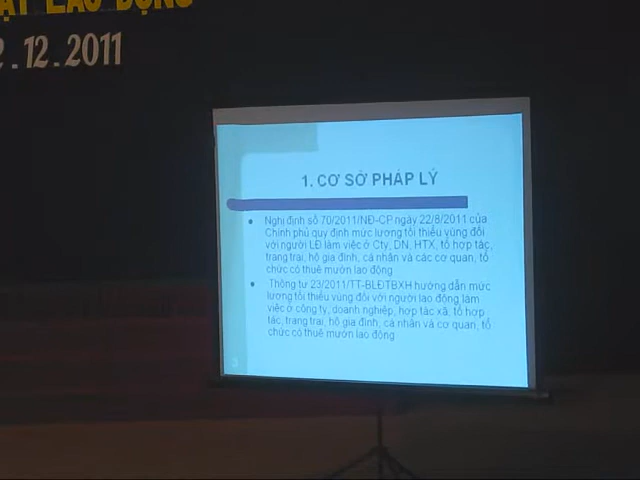 ẬT LAO ĐỘNG
2.12.2011
1. CƠ SỞ PHÁP LÝ
• Nghị định số 70/2011/NĐ-CP ngày 22/8/2011 của
Chính phủ quy định mức lương tối thiểu vùng đối
với người LĐ làm việc ở Cty, DN, HTX, tổ hợp tác,
trang trại, hộ gia đình, cá nhân và các cơ quan, tổ
chức có thuê mướn lao động
• Thông tư 23/2011/TT-BLĐTBXH hướng dẫn mức
lương tối thiểu vùng đối với người lao động làm
việc ở công ty, doanh nghiệp, hợp tác xã, tổ hợp
tác, trang trại, hộ gia đình, cá nhân và cơ quan, tổ
chức có thuê mướn lao động
3